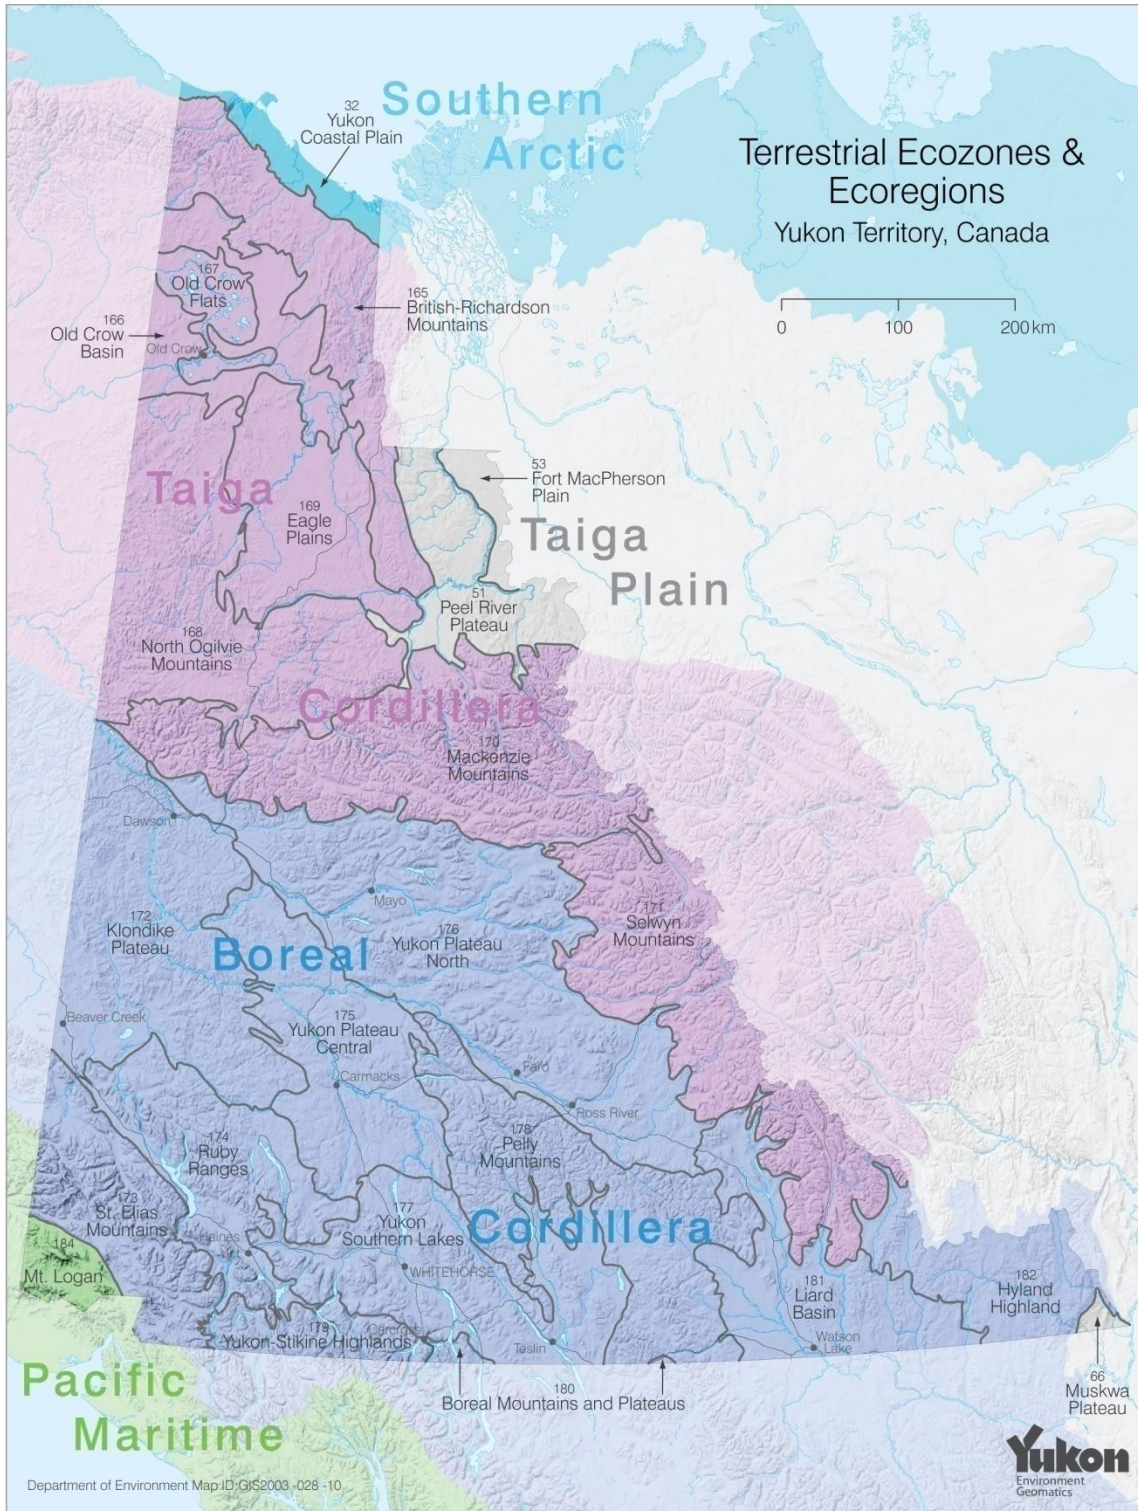 Southern
Arctic
Terrestrial Ecozones &
Ecoregions
Yukon Territory, Canada
0 100 200 km
32
Yukon
Coastal Plain
167
Old Crow
Flats
165
British-Richardson
Mountains
166
Old Crow
Basin
Old Crow
Taiga
Cordillera
53
Fort MacPherson
Plain
Taiga
Plain
169
Eagle
Plains
51
Peel River
Plateau
168
North Ogilvie
Mountains
170
Mackenzie
Mountains
Dawson
Mayo
171
Selwyn
Mountains
172
Klondike
Plateau
Boreal
Cordillera
176
Yukon Plateau
North
Beaver Creek
175
Yukon Plateau
Central
Carmacks
Faro
Ross River
174
Ruby
Ranges
178
Pelly
Mountains
173
St. Elias
Mountains
177
Yukon
Southern Lakes
Haines
WHITEHORSE
184
Mt. Logan
181
Liard
Basin
182
Hyland
Highland
179
Yukon-Stikine Highlands
Teslin
Watson
Lake
180
Boreal Mountains and Plateaus
66
Muskwa
Plateau
Pacific
Maritime
Department of Environment Map ID:GIS2003 -028 -10
Yukon
Environment
Geomatics